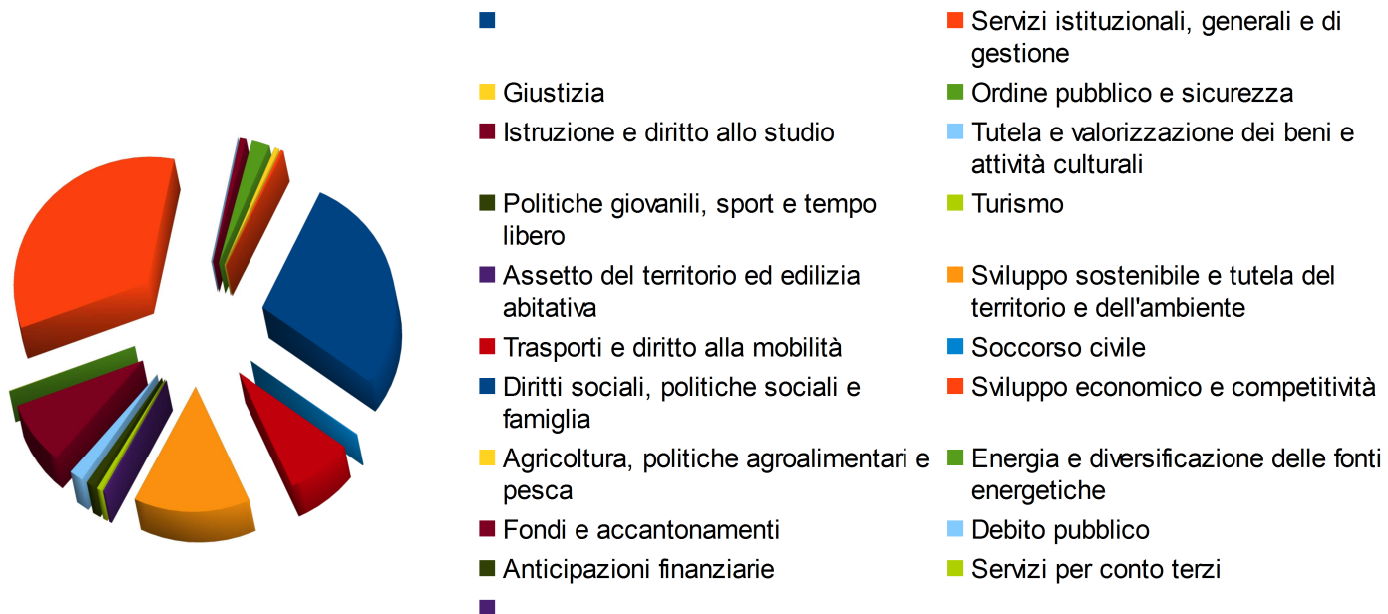 Servizi istituzionali, generali e di
gestione
Giustizia
Ordine pubblico e sicurezza
Istruzione e diritto allo studio
Tutela e valorizzazione dei beni e
attività culturali
Politiche giovanili, sport e tempo
libero
Turismo
Assetto del territorio ed edilizia
abitativa
Sviluppo sostenibile e tutela del
territorio e dell'ambiente
Trasporti e diritto alla mobilità
Soccorso civile
Diritti sociali, politiche sociali e
famiglia
Sviluppo economico e competitività
Agricoltura, politiche agroalimentari e
pesca
Energia e diversificazione delle fonti
energetiche
Fondi e accantonamenti
Debito pubblico
Anticipazioni finanziarie
Servizi per conto terzi